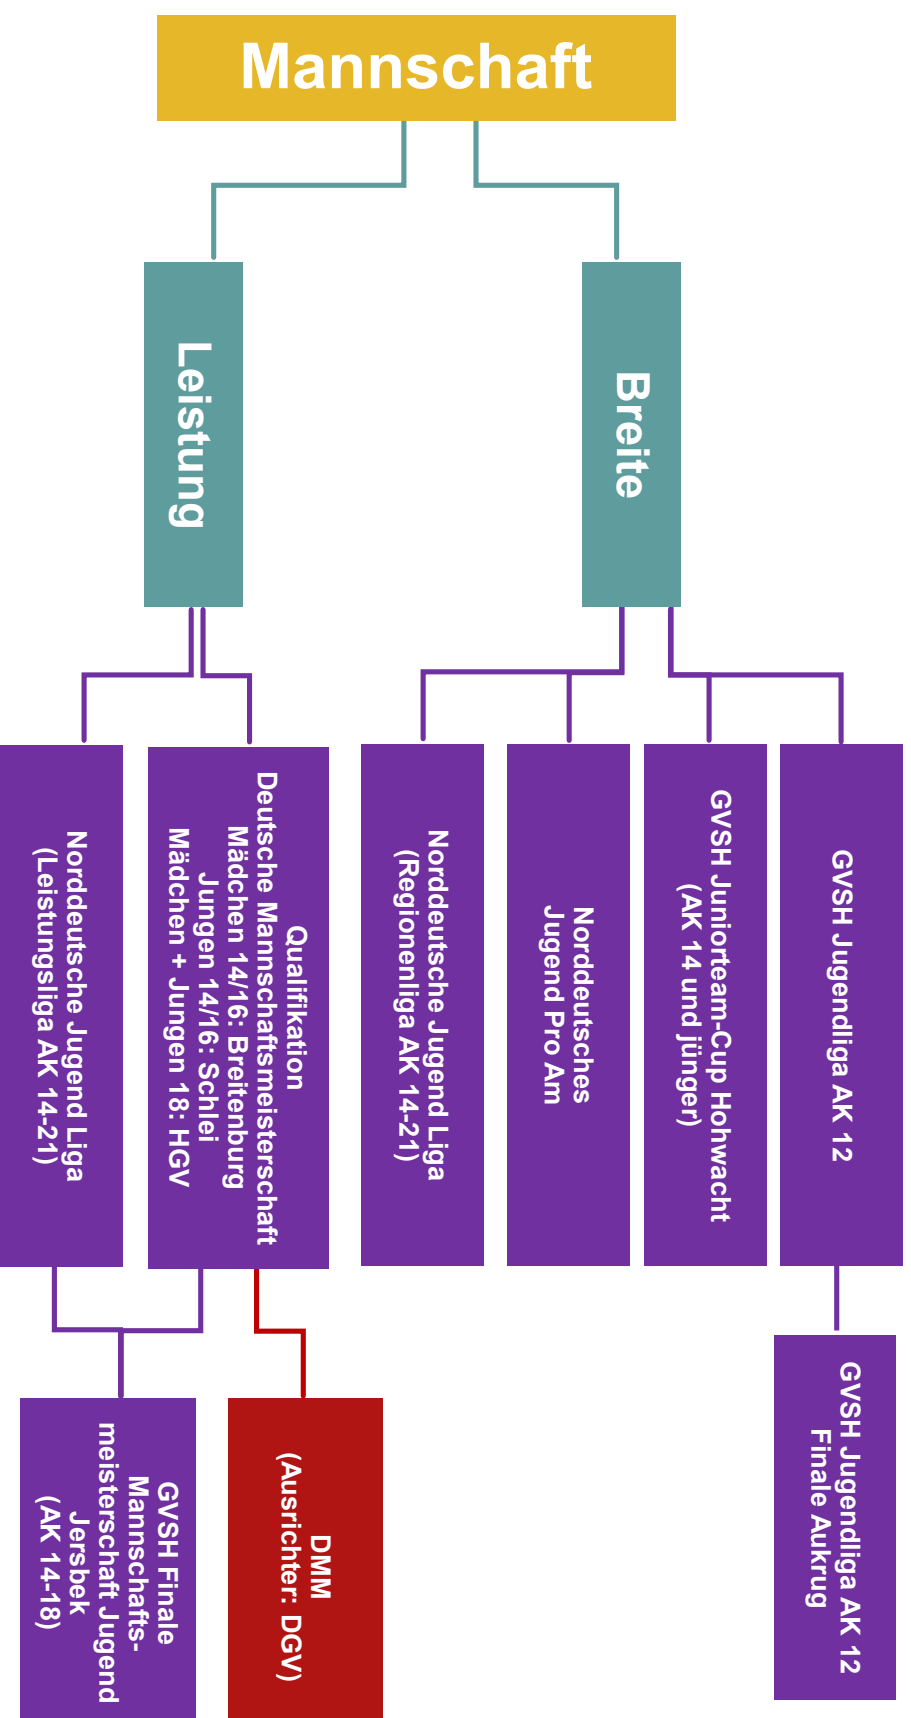 Mannschaft
Leistung
Breite
Norddeutsche Jugend Liga
(Leistungsliga AK 14-21)
Qualifikation
Deutsche Mannschaftsmeisterschaft
Mädchen 14/16: Breitenburg
Jungen 14/16: Schlei
Mädchen + Jungen 18: HGV
Norddeutsche Jugend Liga
(Regionenliga AK 14-21)
Norddeutsches
Jugend Pro Am
GVSH Juniorteam-Cup Hohwacht
(AK 14 und jünger)
GVSH Jugendliga AK 12
GVSH Finale
Mannschafts-
meisterschaft Jugend
Jersbek
(AK 14-18)
DMM
(Ausrichter: DGV)
GVSH Jugendliga AK 12
Finale Aukrug